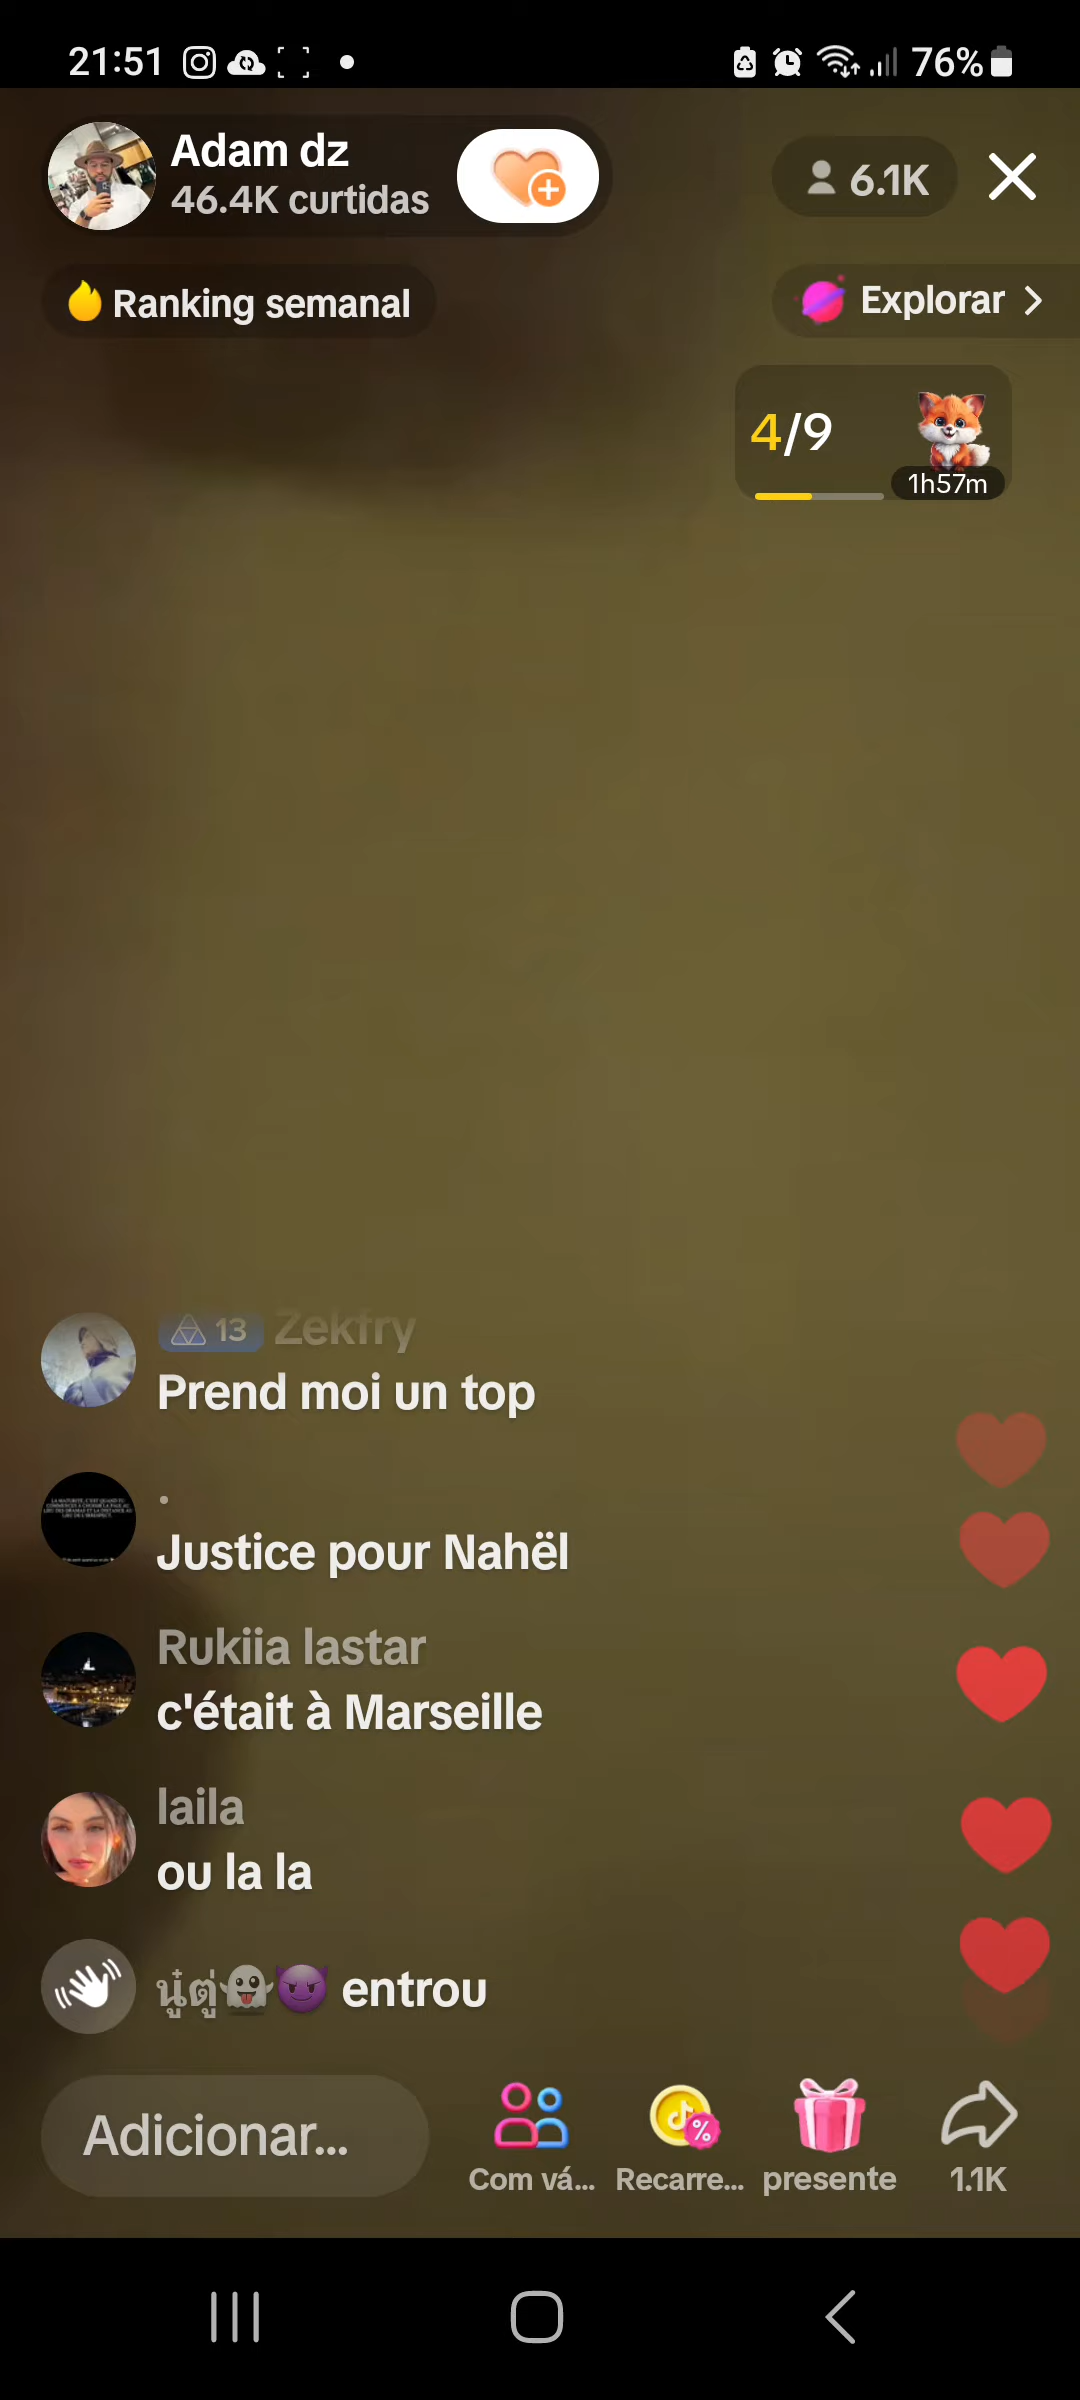 21:51
76%
Adam dz
46.4K curtidas
6.1K
Ranking semanal
Explorar
4/9
1h57m
13 Zekfry
Prend moi un top
.
Justice pour Nahël
Rukiia lastar
c'était à Marseille
laila
ou la la
นู๋ตู่👻😈 entrou
Adicionar...
Com vá...
Recarre...
presente
1.1K